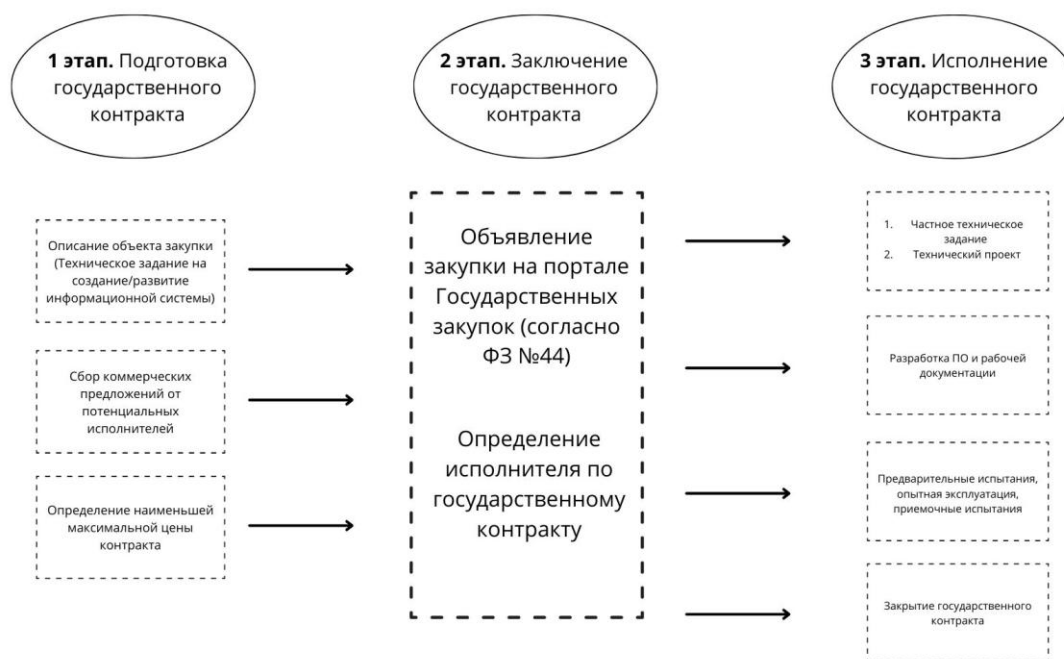 1 этап. Подготовка
государственного
контракта
2 этап. Заключение
государственного
контракта
3 этап. Исполнение
государственного
контракта
Описание объекта закупки
(Техническое задание на
создание/развитие
информационной системы)
Сбор коммерческих
предложений от
потенциальных
исполнителей
Определение наименьшей
максимальной цены
контракта
Объявление
закупки на портале
Государственных
закупок (согласно
ФЗ №44)
Определение
исполнителя по
государственному
контракту
1. Частное техническое
задание
2. Технический проект
Разработка ПО и рабочей
документации
Предварительные испытания,
опытная эксплуатация,
приемочные испытания
Закрытие государственного
контракта